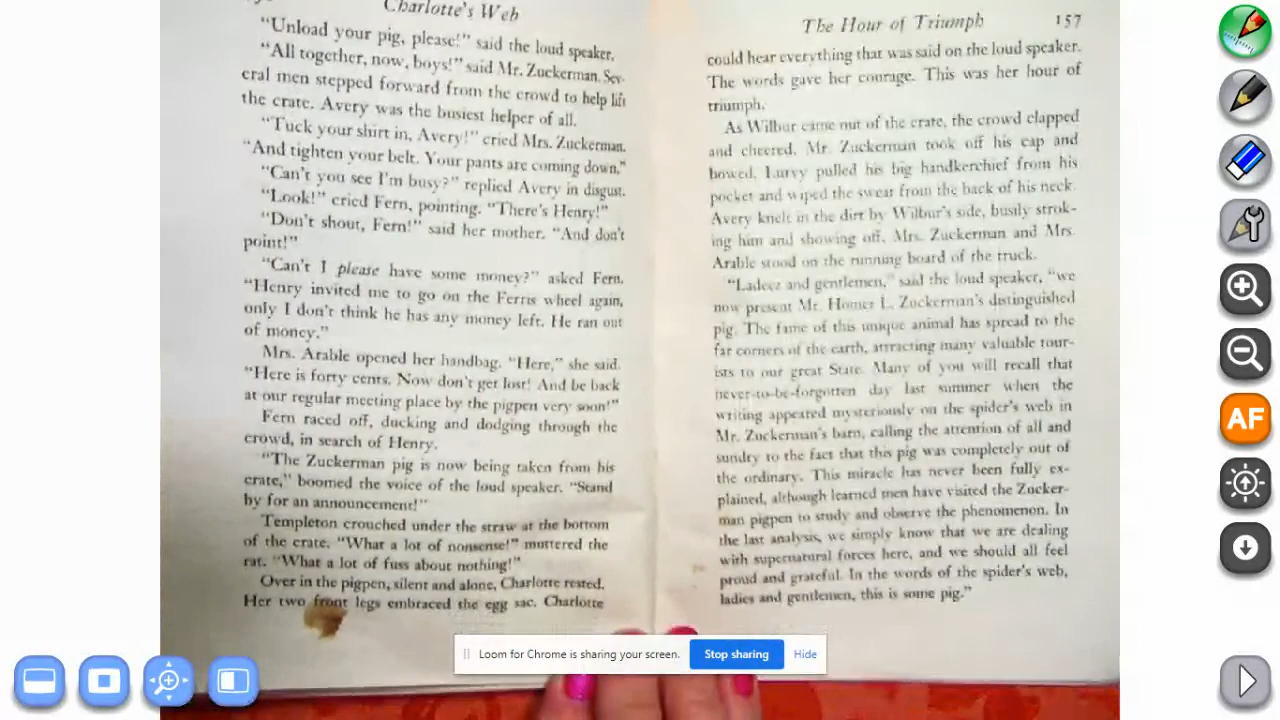 Charlotte's Web
"Unload your pig, please!" said the loud speaker.
"All together, now, boys!" said Mr. Zuckerman. Sev-
eral men stepped forward from the crowd to help lift
the crate. Avery was the busiest helper of all.
"Tuck your shirt in, Avery!" cried Mrs. Zuckerman.
"And tighten your belt. Your pants are coming down."
"Can't you see I'm busy?" replied Avery in disgust.
"Look!" cried Fern, pointing. "There's Henry!"
"Don't shout, Fern!" said her mother. "And don't
point!"
"Can't I please have some money?" asked Fern.
"Henry invited me to go on the Ferris wheel again,
only I don't think he has any money left. He ran out
of money."
Mrs. Arable opened her handbag. "Here," she said.
"Here is forty cents. Now don't get lost! And be back
at our regular meeting place by the pigpen very soon!"
Fern raced off, ducking and dodging through the
crowd, in search of Henry.
"The Zuckerman pig is now being taken from his
crate," boomed the voice of the loud speaker. "Stand
by for an announcement!"
Templeton crouched under the straw at the bottom
of the crate. "What a lot of nonsense!" muttered the
rat. "What a lot of fuss about nothing!"
Over in the pigpen, silent and alone, Charlotte rested.
Her two front legs embraced the egg sac. Charlotte
The Hour of Triumph 157
could hear everything that was said on the loud speaker.
The words gave her courage. This was her hour of
triumph.
As Wilbur came out of the crate, the crowd clapped
and cheered. Mr. Zuckerman took off his cap and
bowed. Lurvy pulled his big handkerchief from his
pocket and wiped the sweat from the back of his neck.
Avery knelt in the dirt by Wilbur's side, busily strok-
ing him and showing off. Mrs. Zuckerman and Mrs.
Arable stood on the running board of the truck.
"Ladeez and gentlemen," said the loud speaker, "we
now present Mr. Homer L. Zuckerman's distinguished
pig. The fame of this unique animal has spread to the
far corners of the earth, attracting many valuable tour-
ists to our great State. Many of you will recall that
never-to-be-forgotten day last summer when the
writing appeared mysteriously on the spider's web in
Mr. Zuckerman's barn, calling the attention of all and
sundry to the fact that this pig was completely out of
the ordinary. This miracle has never been fully ex-
plained, although learned men have visited the Zucker-
man pigpen to study and observe the phenomenon. In
the last analysis, we simply know that we are dealing
with supernatural forces here, and we should all feel
proud and grateful. In the words of the spider's web,
ladies and gentlemen, this is some pig."
Loom for Chrome is sharing your screen. Stop sharing Hide
AF